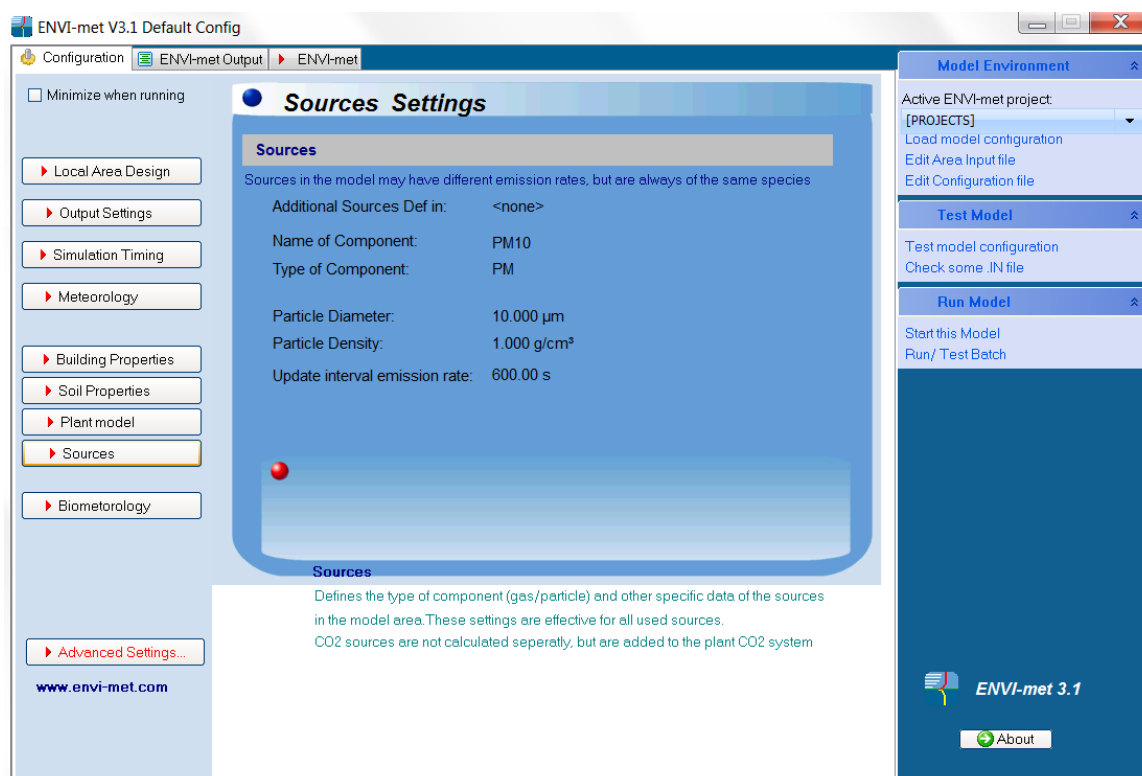 ENVI-met V3.1 Default Config
Configuration ENVI-met Output ENVI-met
Minimize when running
Local Area Design
Output Settings
Simulation Timing
Meteorology
Building Properties
Soil Properties
Plant model
Sources
Biometorology
Advanced Settings...
www.envi-met.com
Sources Settings
Sources
Sources in the model may have different emission rates, but are always of the same species
Additional Sources Def in: <none>
Name of Component: PM10
Type of Component: PM
Particle Diameter: 10.000 µm
Particle Density: 1.000 g/cm³
Update interval emission rate: 600.00 s
Sources
Defines the type of component (gas/particle) and other specific data of the sources
in the model area.These settings are effective for all used sources.
CO2 sources are not calculated seperatly, but are added to the plant CO2 system
Model Environment
Active ENVI-met project:
[PROJECTS]
Load model configuration
Edit Area Input file
Edit Configuration file
Test Model
Test model configuration
Check some .IN file
Run Model
Start this Model
Run/ Test Batch
ENVI-met 3.1
About